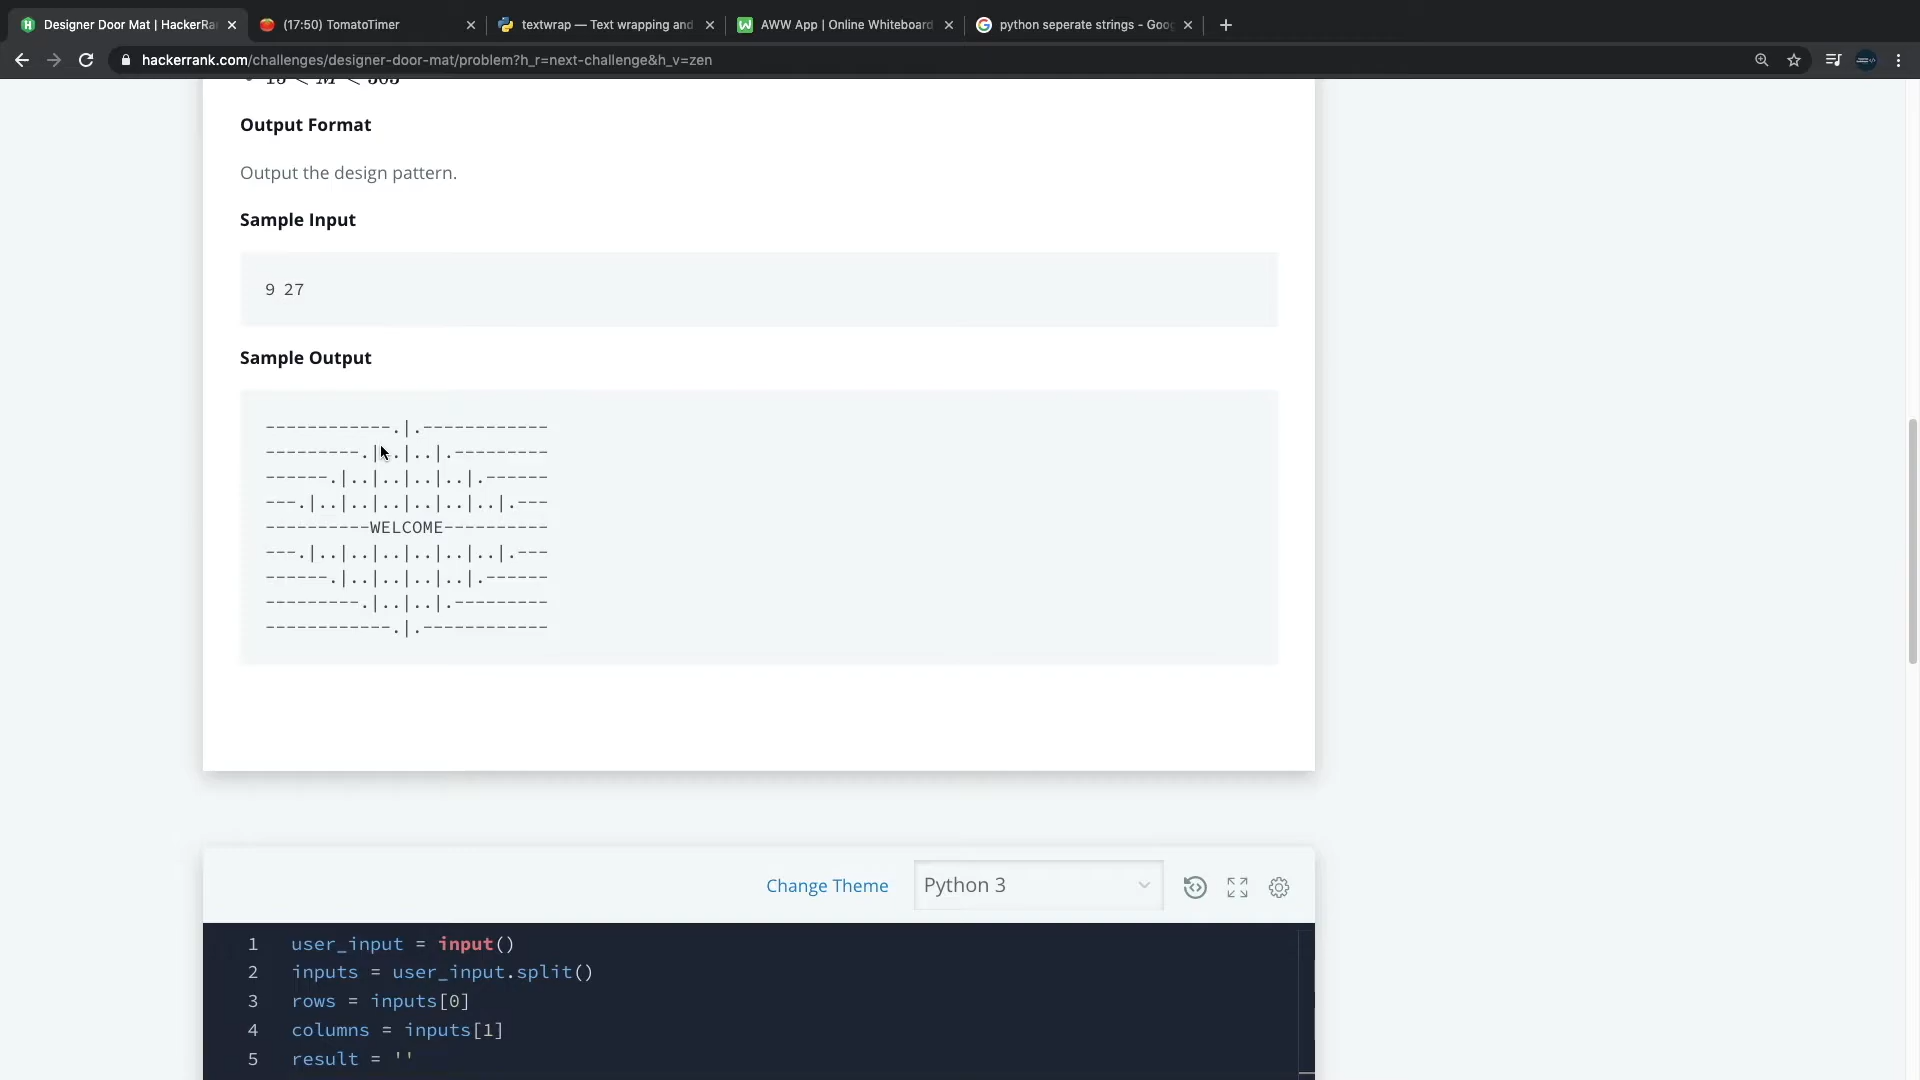 Designer Door Mat | HackerRa
(17:50) TomatoTimer
textwrap — Text wrapping and
AWW App | Online Whiteboard
python seperate strings - Goo
hackerrank.com/challenges/designer-door-mat/problem?h_r=next-challenge&h_v=zen
Output Format
Output the design pattern.
Sample Input
9 27
Sample Output
------------.|.------------
---------.|..|..|.---------
------.|..|..|..|..|.------
---.|..|..|..|..|..|..|.---
----------WELCOME----------
---.|..|..|..|..|..|..|.---
------.|..|..|..|..|.------
---------.|..|..|.---------
------------.|.------------
Change Theme
Python 3
1 user_input = input()
2 inputs = user_input.split()
3 rows = inputs[0]
4 columns = inputs[1]
5 result = ''